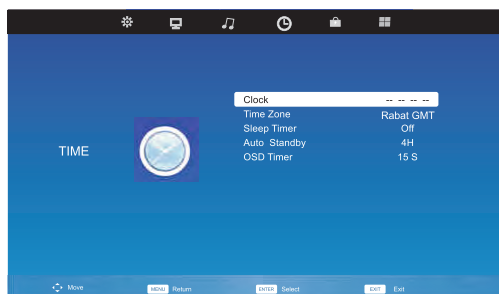 Clock -- -- -- --
Time Zone Rabat GMT
Sleep Timer Off
TIME
Auto Standby 4H
OSD Timer 15 S
Move MENU Return ENTER Select EXIT Exit